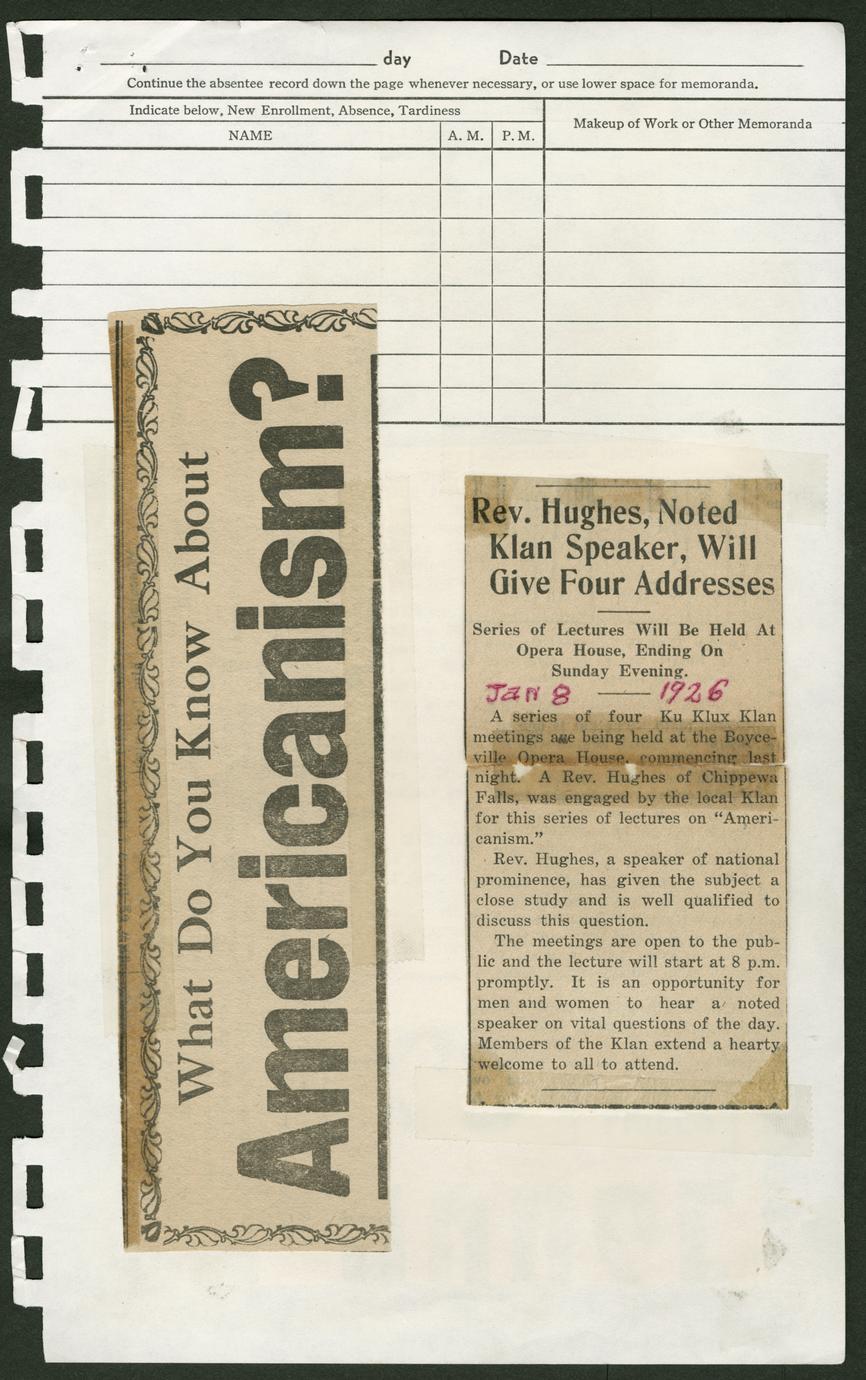 day Date
Continue the absentee record down the page whenever necessary, or use lower space for memoranda.
Indicate below, New Enrollment, Absence, Tardiness
Makeup of Work or Other Memoranda
NAME
A. M.
P. M.
What Do You Know About
Americanism?
Rev. Hughes, Noted
Klan Speaker, Will
Give Four Addresses
Series of Lectures Will Be Held At
Opera House, Ending On
Sunday Evening.
Jan 8 1926
A series of four Ku Klux Klan
meetings are being held at the Boyce-
ville Opera House, commencing last
night. A Rev. Hughes of Chippewa
Falls, was engaged by the local Klan
for this series of lectures on “Ameri-
canism.”
Rev. Hughes, a speaker of national
prominence, has given the subject a
close study and is well qualified to
discuss this question.
The meetings are open to the pub-
lic and the lecture will start at 8 p.m.
promptly. It is an opportunity for
men and women to hear a noted
speaker on vital questions of the day.
Members of the Klan extend a hearty
welcome to all to attend.